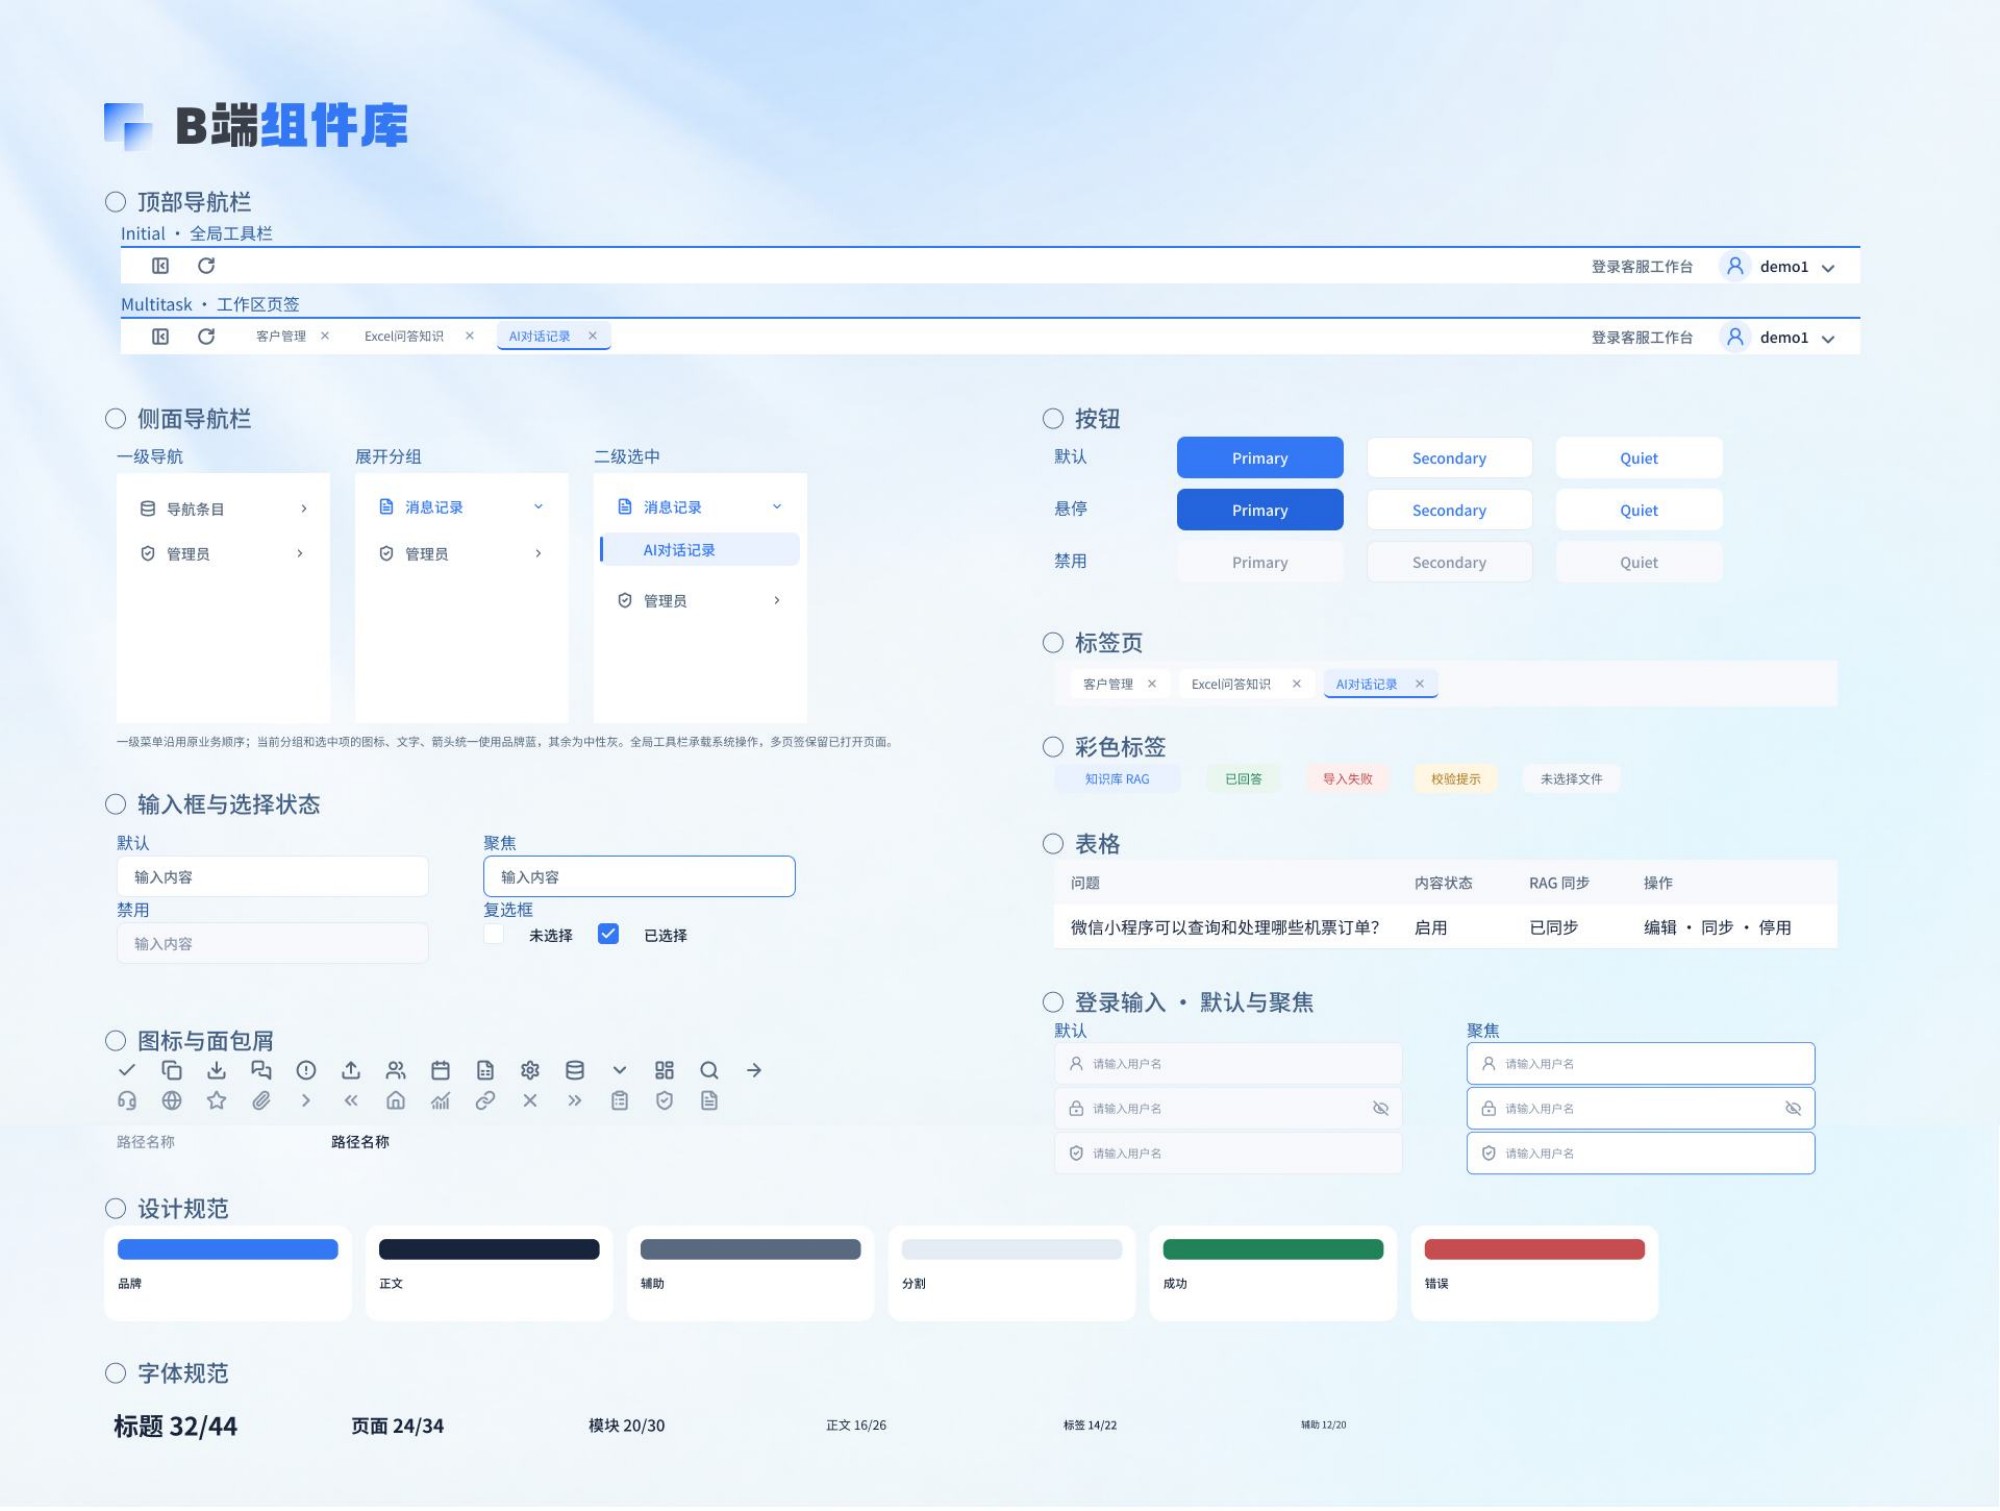 B端组件库
顶部导航栏
Initial · 全局工具栏
登录客服工作台 demo1
Multitask · 工作区页签
客户管理 × Excel问答知识 × AI对话记录 × 登录客服工作台 demo1
侧面导航栏
一级导航 展开分组 二级选中
导航条目
管理员
消息记录
管理员
消息记录
AI对话记录
管理员
一级菜单沿用原业务顺序；当前分组和选中项的图标、文字、箭头统一使用品牌蓝，其余为中性灰。全局工具栏承载系统操作，多页签保留已打开页面。
输入框与选择状态
默认 聚焦
输入内容 输入内容
禁用 复选框
输入内容 未选择 已选择
图标与面包屑
路径名称 路径名称
按钮
默认 Primary Secondary Quiet
悬停 Primary Secondary Quiet
禁用 Primary Secondary Quiet
标签页
客户管理 × Excel问答知识 × AI对话记录 ×
彩色标签
知识库 RAG 已回答 导入失败 校验提示 未选择文件
表格
问题 内容状态 RAG 同步 操作
微信小程序可以查询和处理哪些机票订单？ 启用 已同步 编辑 · 同步 · 停用
登录输入 · 默认与聚焦
默认 聚焦
请输入用户名 请输入用户名
请输入用户名 请输入用户名
请输入用户名 请输入用户名
设计规范
品牌 正文 辅助 分割 成功 错误
字体规范
标题 32/44 页面 24/34 模块 20/30 正文 16/26 标签 14/22 辅助 12/20